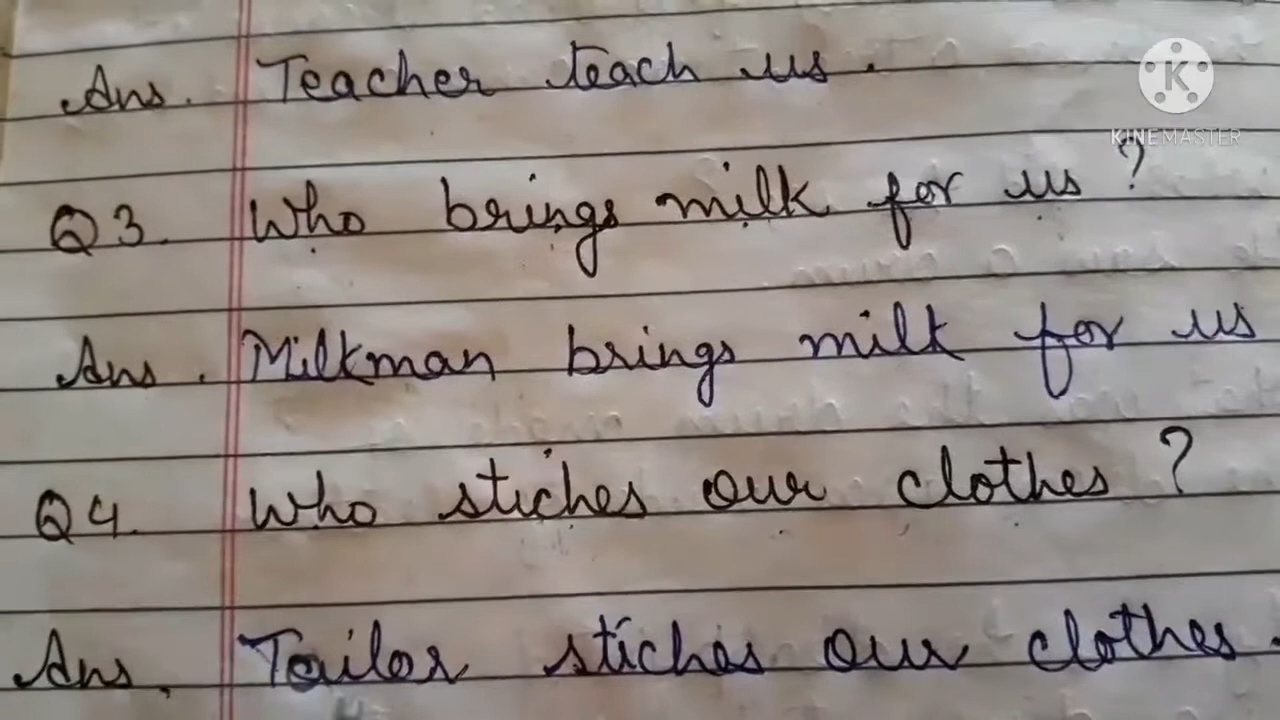 Ans. Teacher teach us.
KINEMASTER
Q3. Who brings milk for us?
Ans. Milkman brings milk for us
Q4. Who stiches our clothes?
Ans. Tailor stiches our clothes.